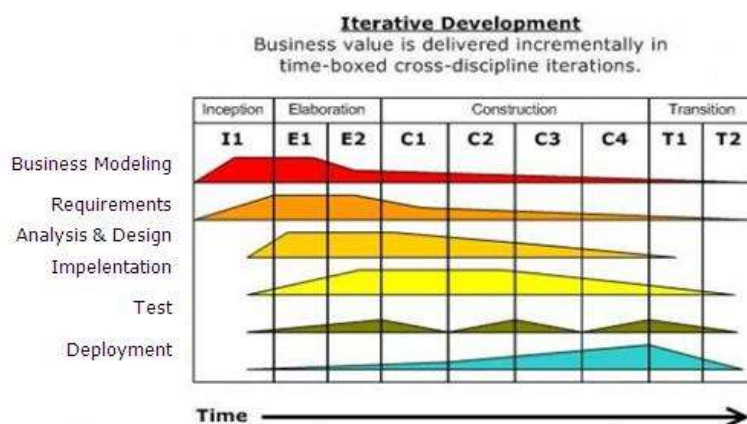 Iterative Development
Business value is delivered incrementally in
time-boxed cross-discipline iterations.
Inception Elaboration Construction Transition
I1 E1 E2 C1 C2 C3 C4 T1 T2
Business Modeling
Requirements
Analysis & Design
Impelentation
Test
Deployment
Time